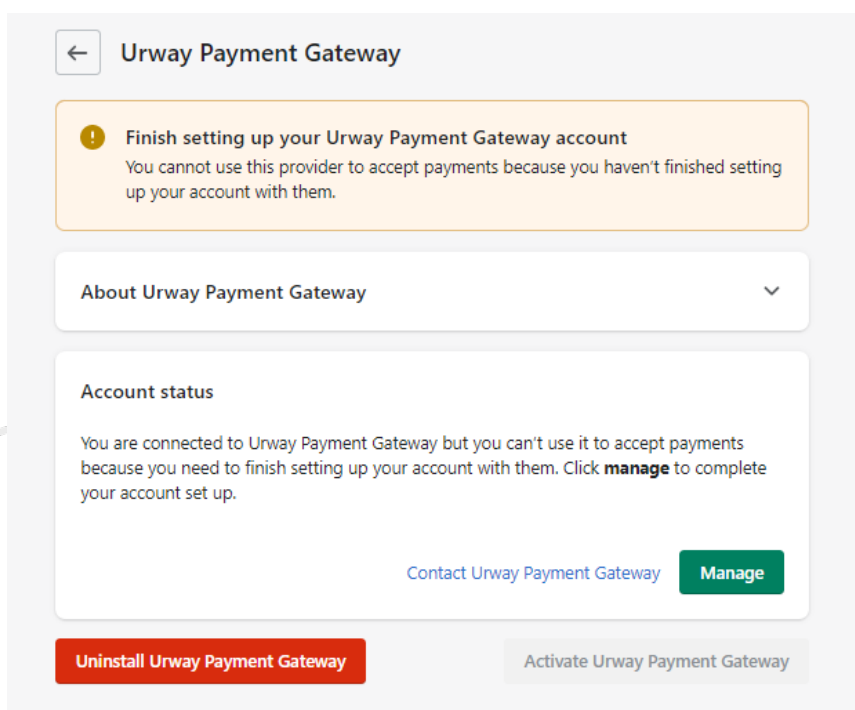 Urway Payment Gateway
Finish setting up your Urway Payment Gateway account
You cannot use this provider to accept payments because you haven't finished setting
up your account with them.
About Urway Payment Gateway
Account status
You are connected to Urway Payment Gateway but you can't use it to accept payments
because you need to finish setting up your account with them. Click manage to complete
your account set up.
Contact Urway Payment Gateway
Manage
Uninstall Urway Payment Gateway
Activate Urway Payment Gateway